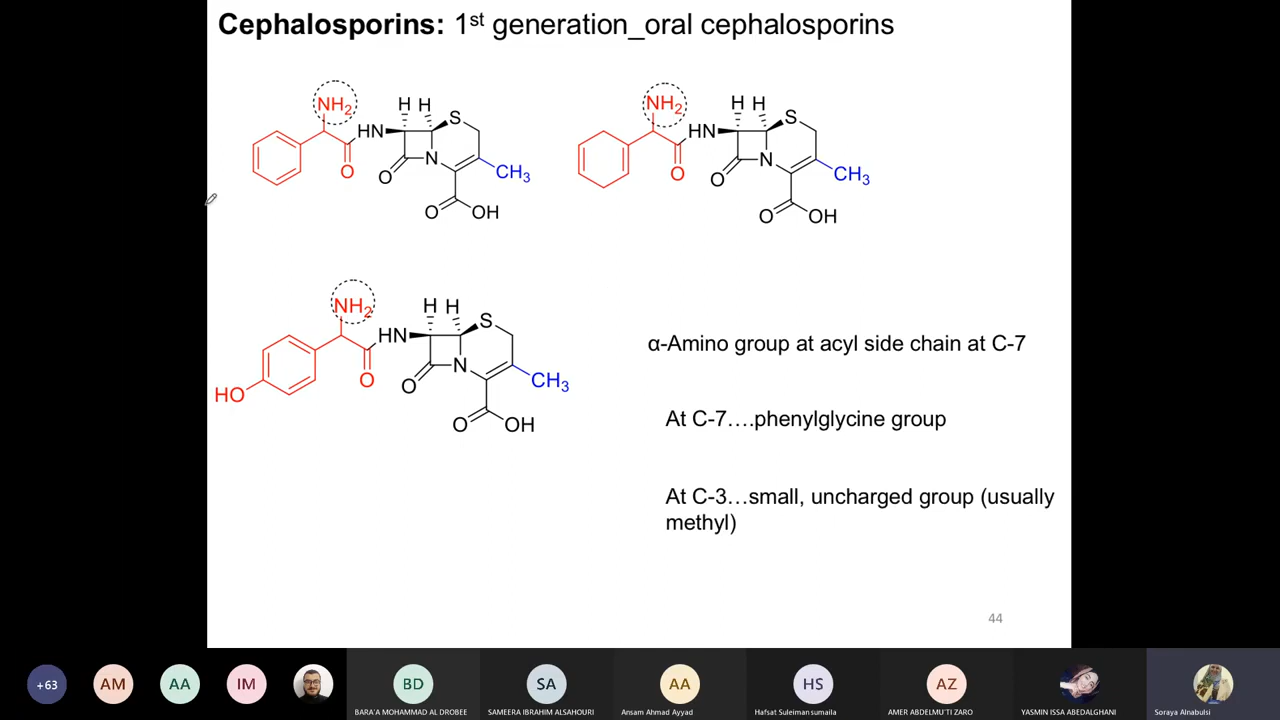 Cephalosporins: 1st generation_oral cephalosporins
NH2
HN
H H
S
O
O
N
CH3
O
OH
NH2
HN
H H
S
O
O
N
CH3
O
OH
NH2
HN
H H
S
O
O
N
CH3
HO
O
OH
α-Amino group at acyl side chain at C-7
At C-7….phenylglycine group
At C-3…small, uncharged group (usually
methyl)
44
+63
AM
AA
IM
BD
BARA'A MOHAMMAD AL DROBEE
SA
SAMEERA IBRAHIM ALSAHOURI
AA
Ansam Ahmad Ayyad
HS
Hafsat Suleimansumaila
AZ
AMER ABDELMU'TI ZARO
YASMIN ISSA ABEDALGHANI
Soraya Alnabulsi